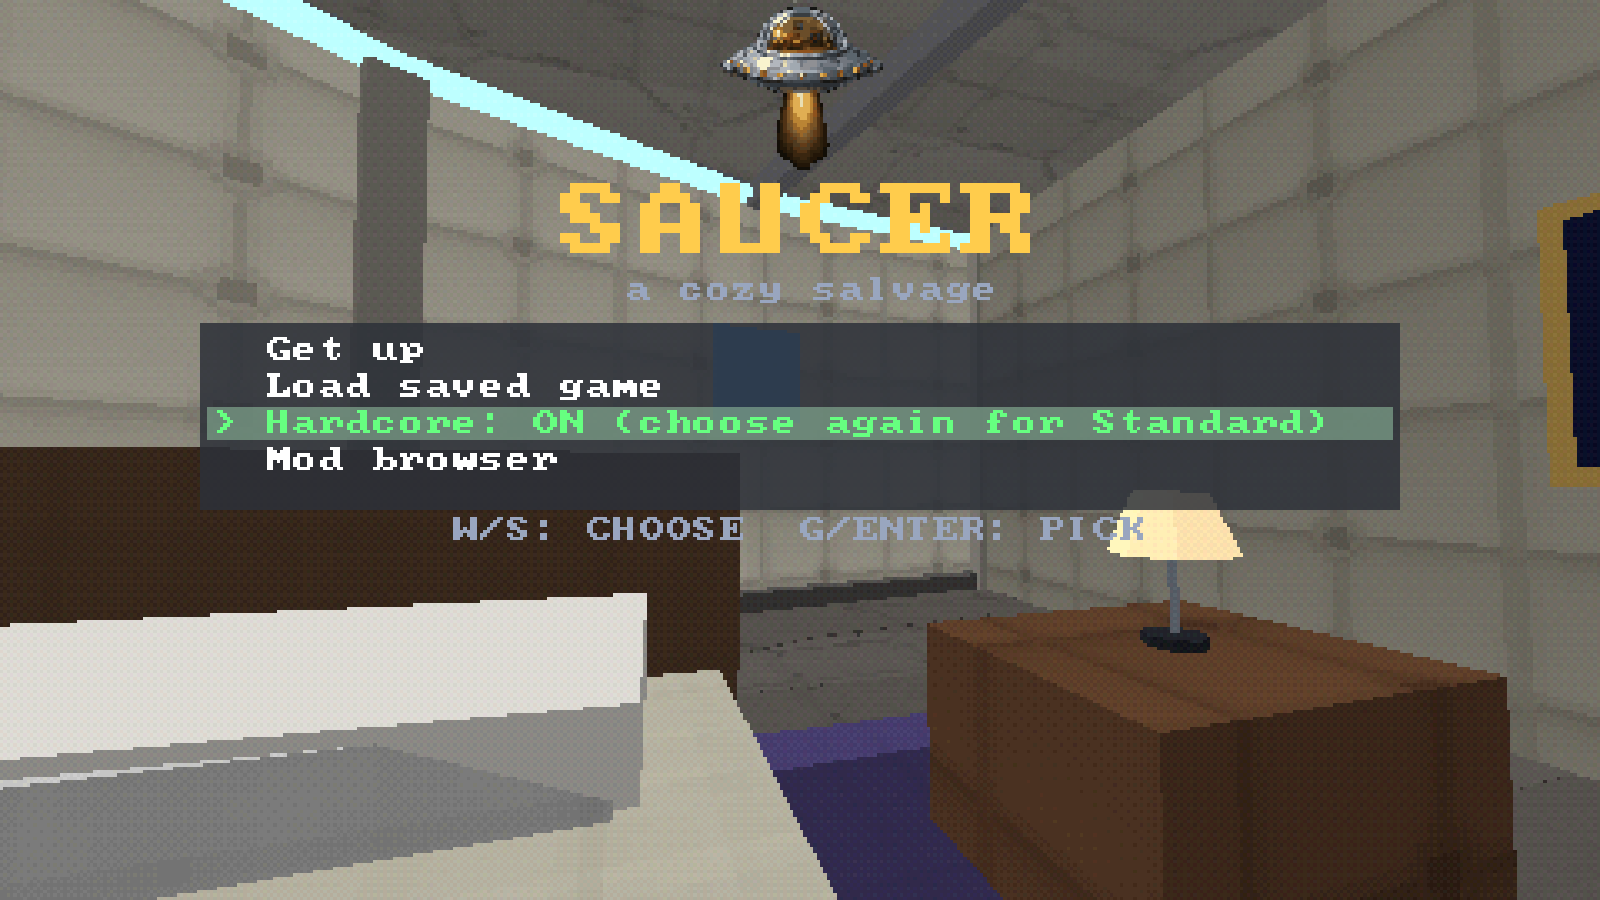 SAUCER
a cozy salvage
Get up
Load saved game
> Hardcore: ON (choose again for Standard)
Mod browser
W/S: CHOOSE G/ENTER: PICK